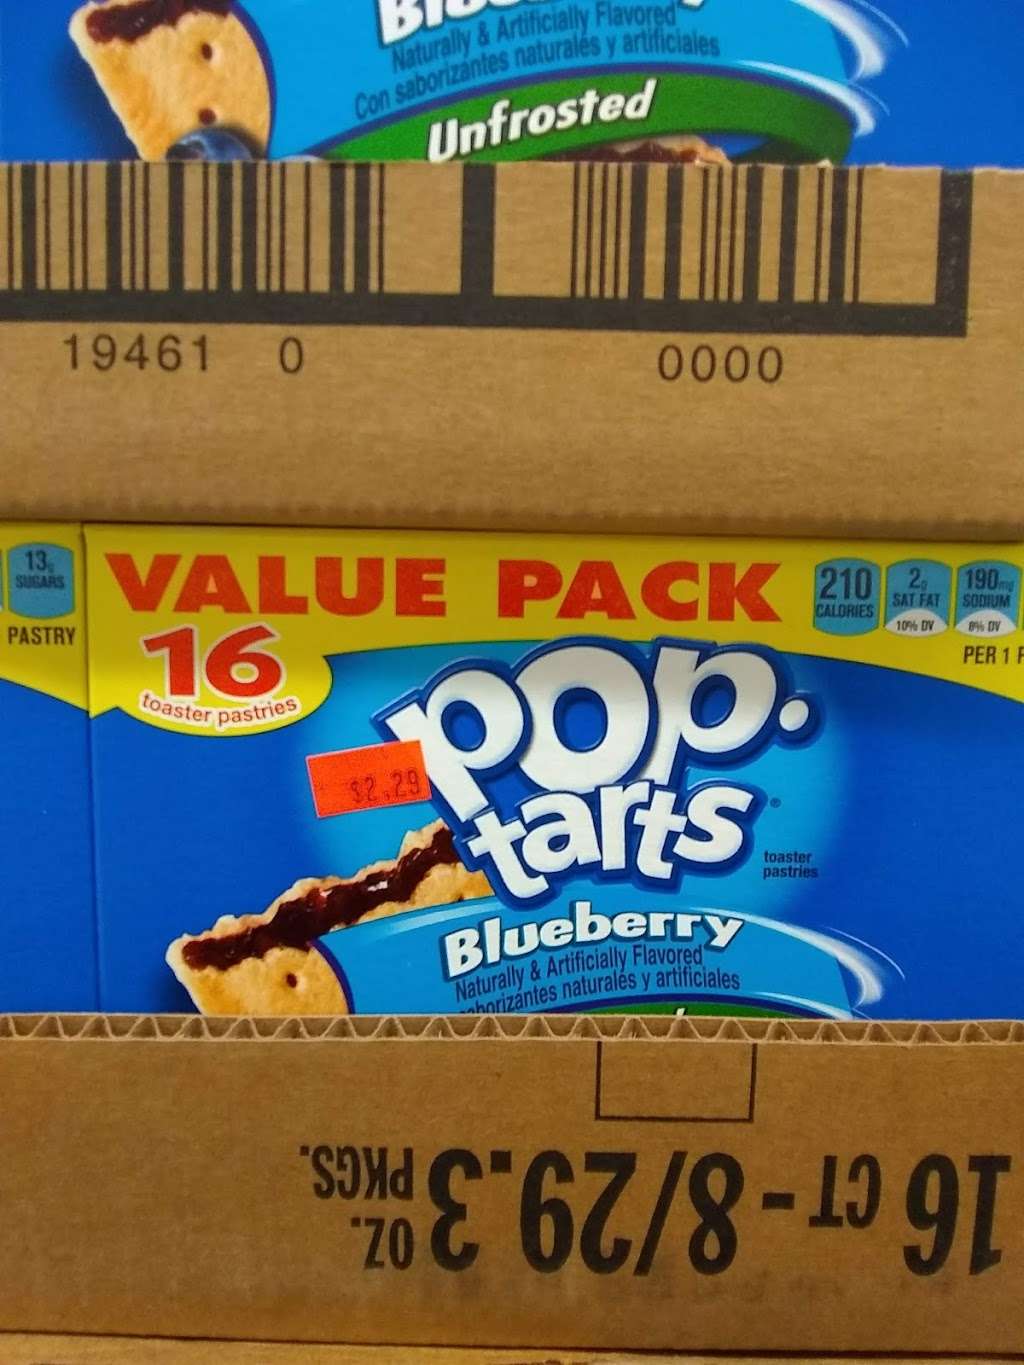 Naturally & Artificially Flavored
Con saborizantes naturales y artificiales
Unfrosted
19461 0 0000
13g
SUGARS
PASTRY
VALUE PACK
16
toaster pastries
210
CALORIES
2g
SAT FAT
10% DV
190mg
SODIUM
8% DV
PER 1
$2.29
pop.
tarts
®
toaster
pastries
Blueberry
Naturally & Artificially Flavored
naturales y artificiales
16 CT - 8/29.3 OZ. PKGS.